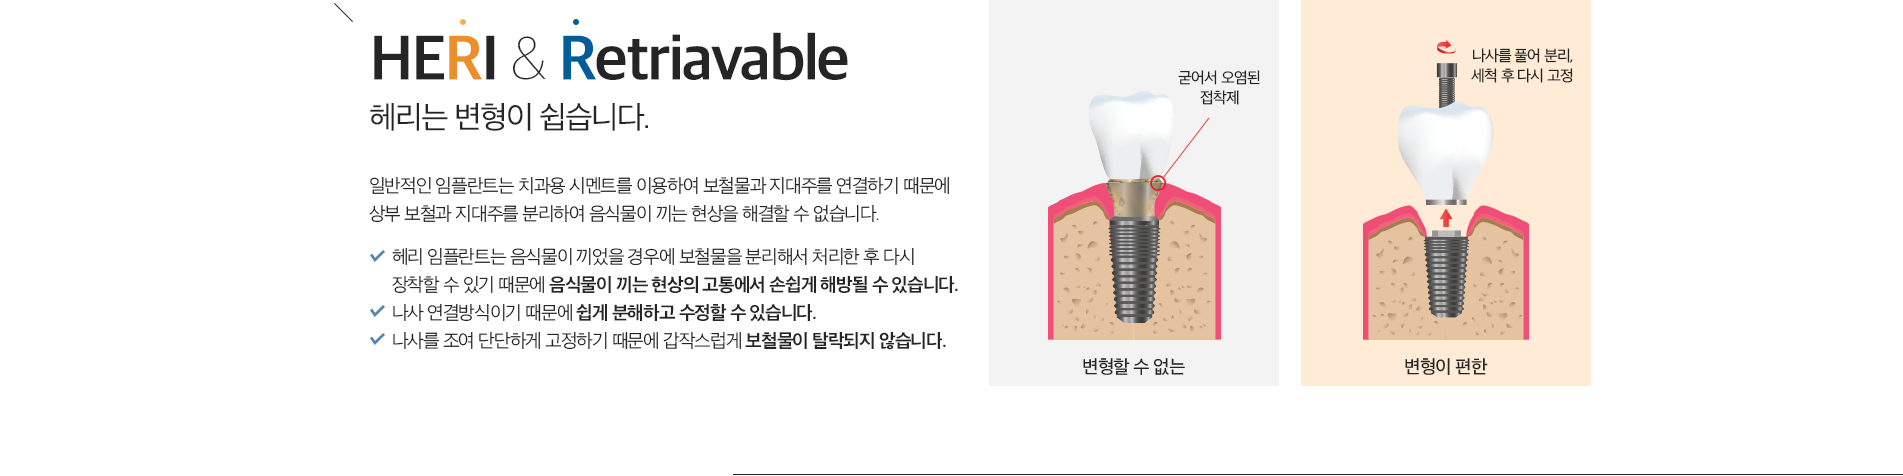 HERI & Retriavable
헤리는 변형이 쉽습니다.
일반적인 임플란트는 치과용 시멘트를 이용하여 보철물과 지대주를 연결하기 때문에
상부 보철과 지대주를 분리하여 음식물이 끼는 현상을 해결할 수 없습니다.
헤리 임플란트는 음식물이 끼었을 경우에 보철물을 분리해서 처리한 후 다시
장착할 수 있기 때문에 음식물이 끼는 현상의 고통에서 손쉽게 해방될 수 있습니다.
나사 연결방식이기 때문에 쉽게 분해하고 수정할 수 있습니다.
나사를 조여 단단하게 고정하기 때문에 갑작스럽게 보철물이 탈락되지 않습니다.
굳어서 오염된
접착제
변형할 수 없는
나사를 풀어 분리,
세척 후 다시 고정
변형이 편한